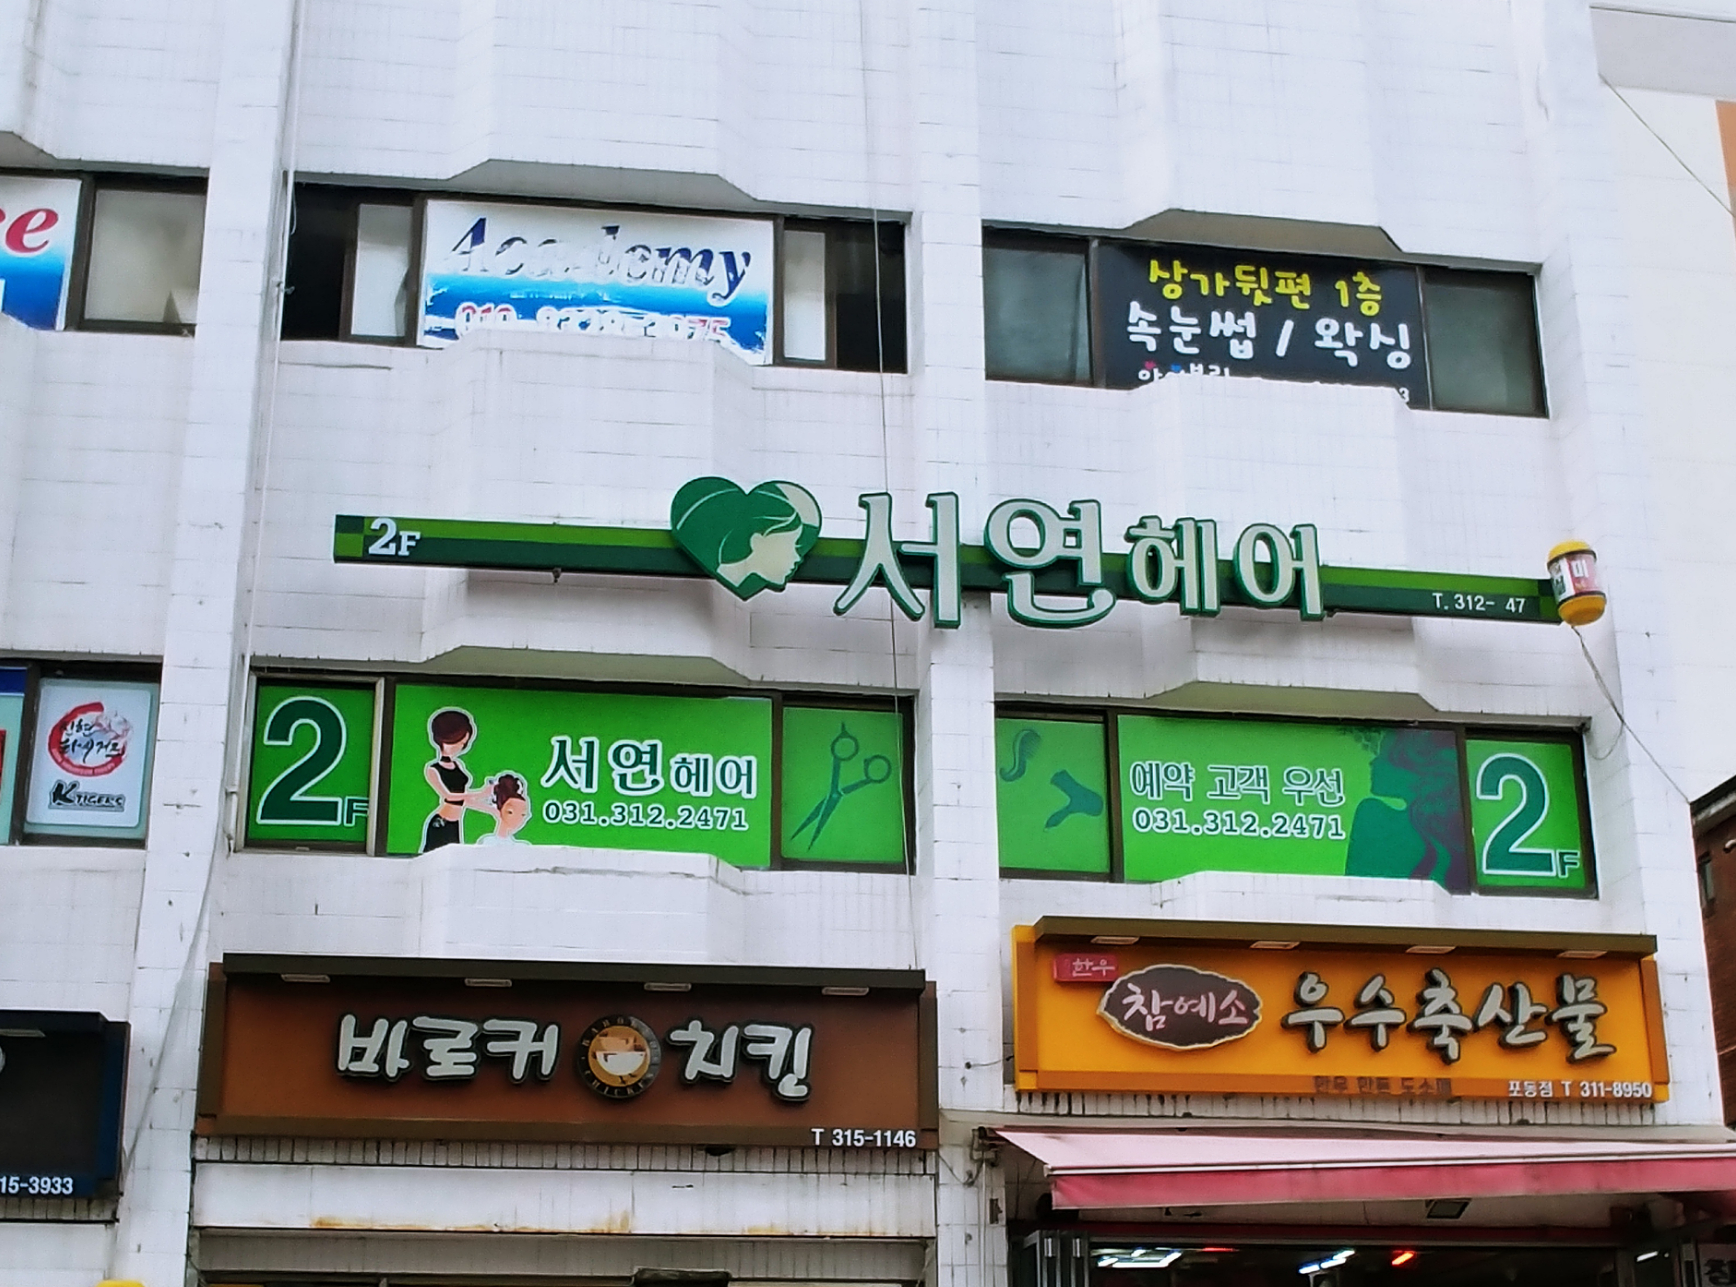 Academy
상가뒷편 1층
속눈썹 / 왁싱
2F
서연헤어
T. 312- 47
K TIGERS
2F
서연헤어
031.312.2471
예약 고객 우선
031.312.2471
2F
바로커 치킨
T 315-1146
한우
참예소
우수축산물
포동점 T 311-8950
15-3933